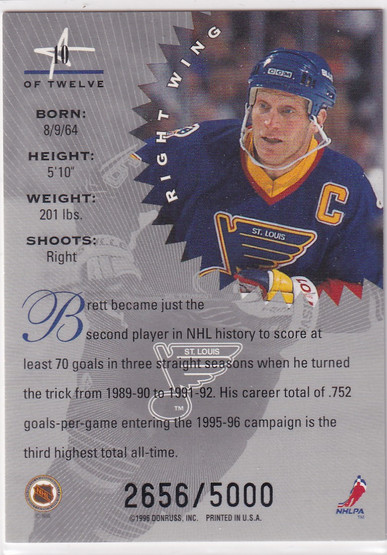 10
OF TWELVE
BORN:
8/9/64
HEIGHT:
5'10"
WEIGHT:
201 lbs.
SHOOTS:
Right
RIGHT WING
CCM
BLUES
C
ST. LOUIS
Brett became just the
second player in NHL history to score at
least 70 goals in three straight seasons when he turned
the trick from 1989-90 to 1991-92. His career total of .752
goals-per-game entering the 1995-96 campaign is
the third highest total all-time.
ST. LOUIS
TM
NHL
2656/5000
©1996 DONRUSS, INC. PRINTED IN U.S.A.
NHLPA